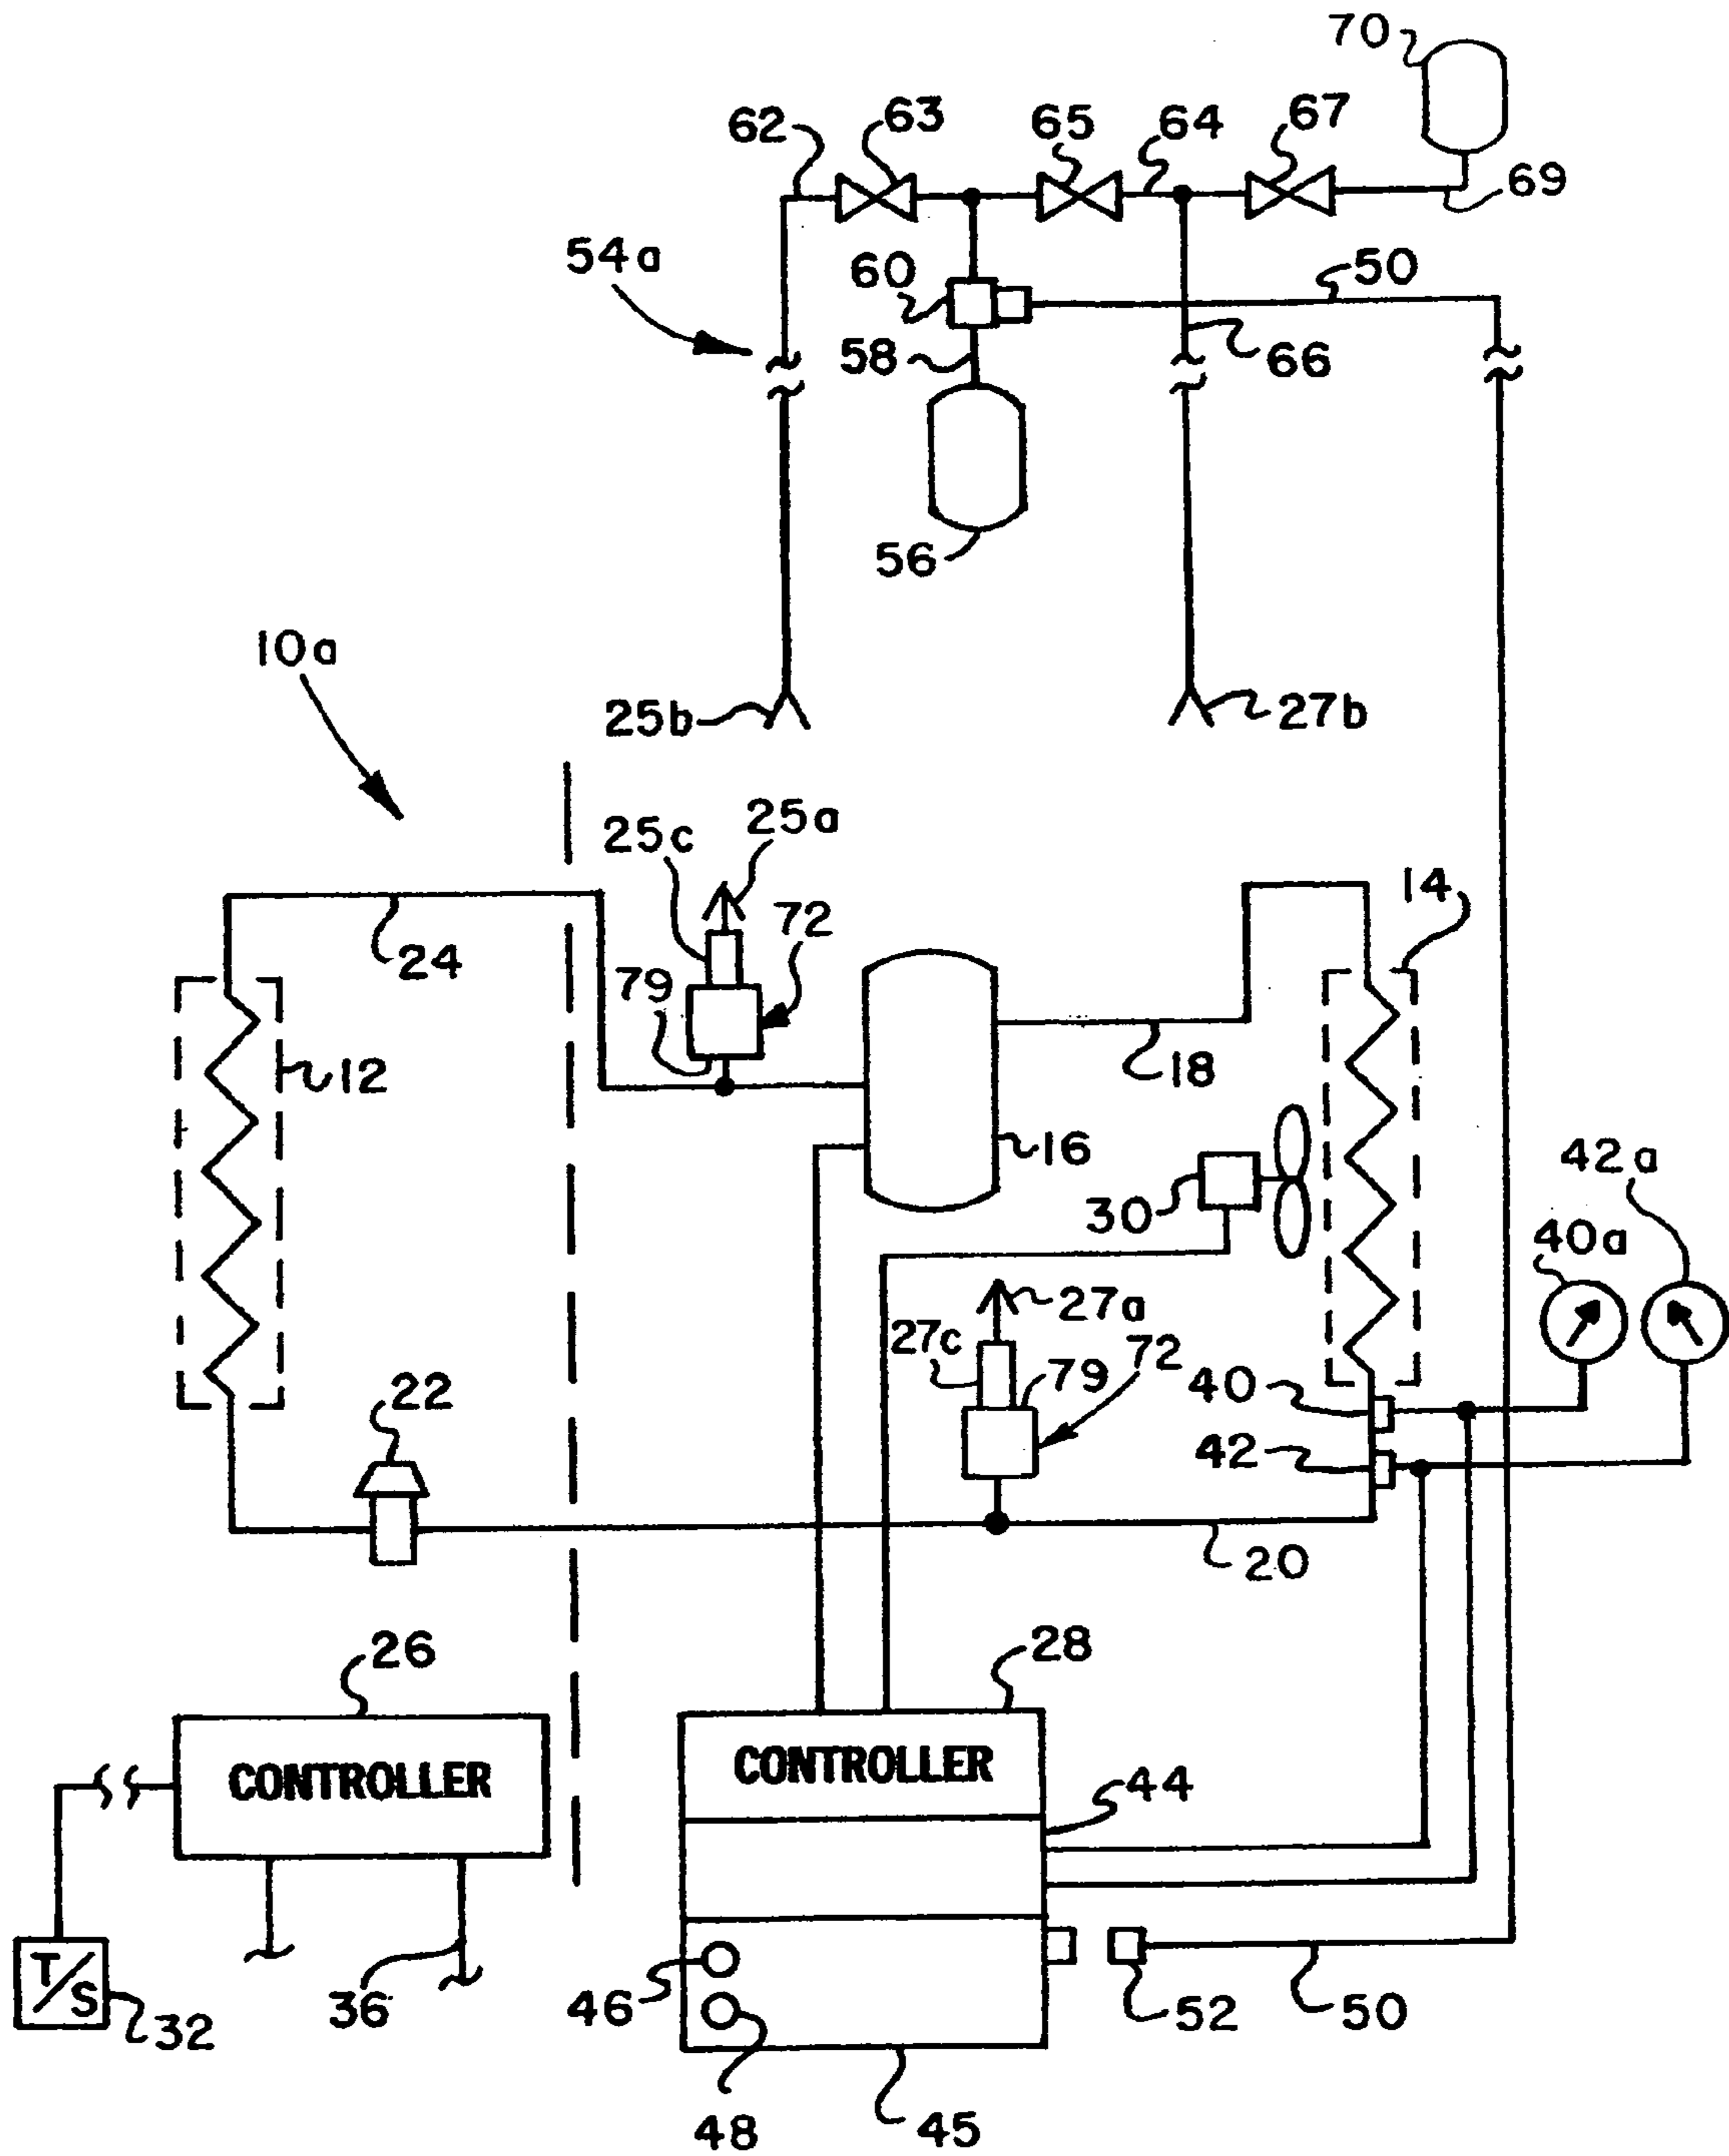 70
62 63 65 64 67
69
54a 60 50
58 66
56
10a
25b 27b
25c 25a
14
24 72
79
12 18
16 42a
30 40a
27a
27c 79 72
22 40
42
20
26 28
CONTROLLER CONTROLLER
44
T/S
36 46 52 50
32
48 45